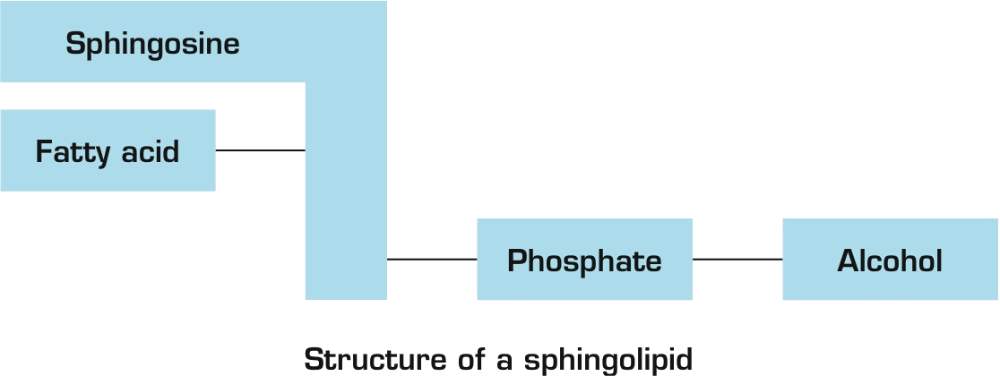 Sphingosine
Fatty acid
Phosphate
Alcohol
Structure of a sphingolipid